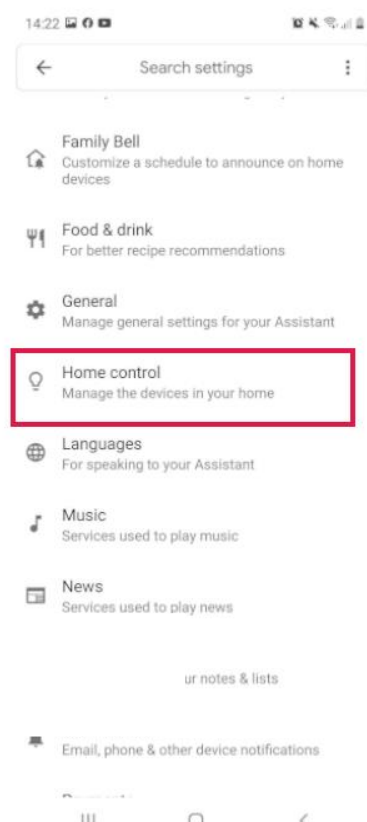 14:22
Search settings
Family Bell
Customize a schedule to announce on home
devices
Food & drink
For better recipe recommendations
General
Manage general settings for your Assistant
Home control
Manage the devices in your home
Languages
For speaking to your Assistant
Music
Services used to play music
News
Services used to play news
ur notes & lists
Email, phone & other device notifications